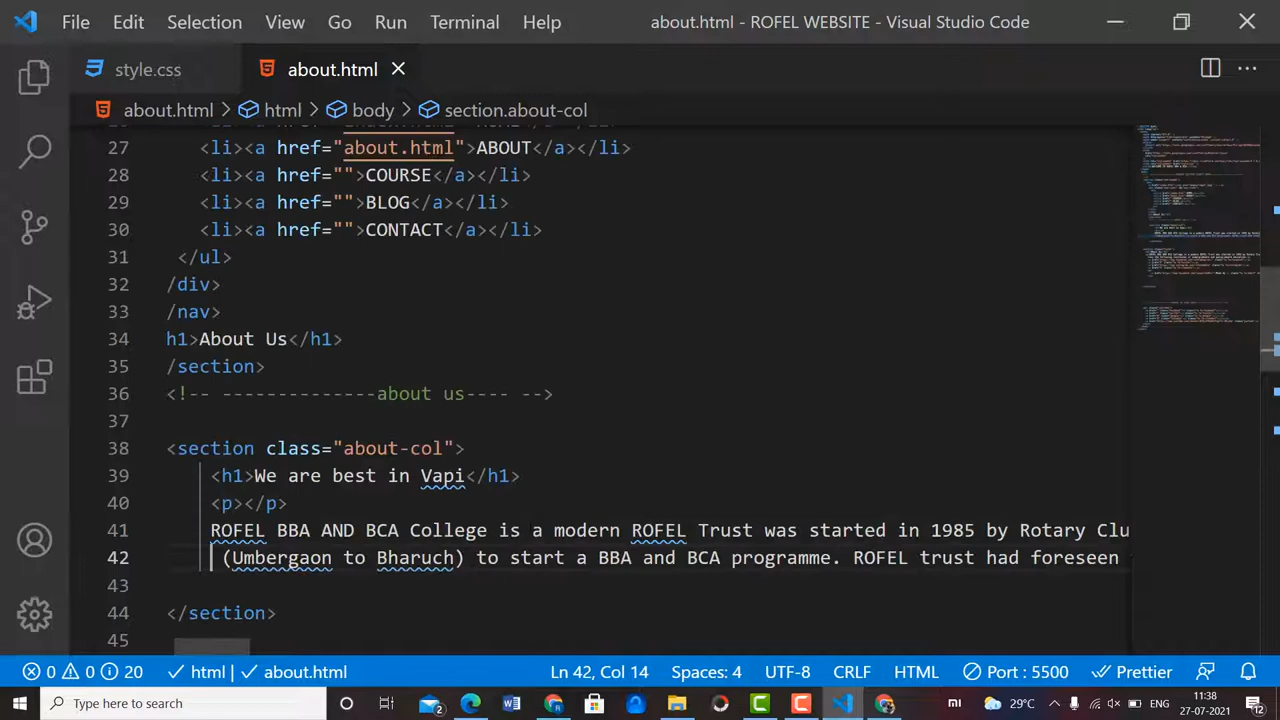 File Edit Selection View Go Run Terminal Help about.html - ROFEL WEBSITE - Visual Studio Code
style.css about.html
about.html > html > body > section.about-col
27 <li><a href="about.html" ABOUT</a></li>
28 <li><a href="">COURSE</a></li>
29 <li><a href="">BLOG</a></li>
30 <li><a href="">CONTACT</a></li>
31 </ul>
32 /div>
33 /nav>
34 h1>About Us</h1>
35 /section>
36 <!-- --------------about us---- -->
37
38 <section class="about-col">
39 <h1>We are best in Vapi</h1>
40 <p></p>
41 ROFEL BBA AND BCA College is a modern ROFEL Trust was started in 1985 by Rotary Clu
42 (Umbergaon to Bharuch) to start a BBA and BCA programme. ROFEL trust had foreseen
43
44 </section>
45
0 0 20 html | about.html Ln 42, Col 14 Spaces: 4 UTF-8 CRLF HTML Port : 5500 Prettier
Type here to search 2 mi 29°C ENG 11:38
27-07-2021 12